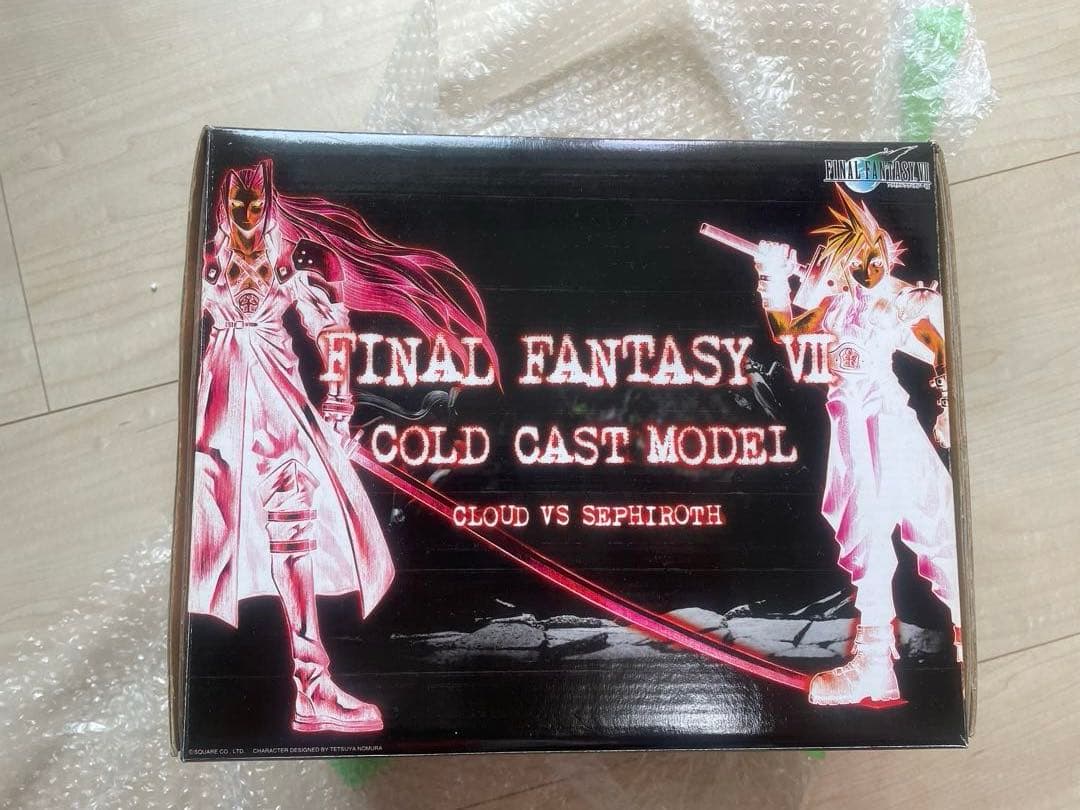 FINAL FANTASY VII
FINAL FANTASY VII
COLD CAST MODEL
CLOUD VS SEPHIROTH
©SQUARE CO., LTD. CHARACTER DESIGNED BY TETSUYA NOMURA